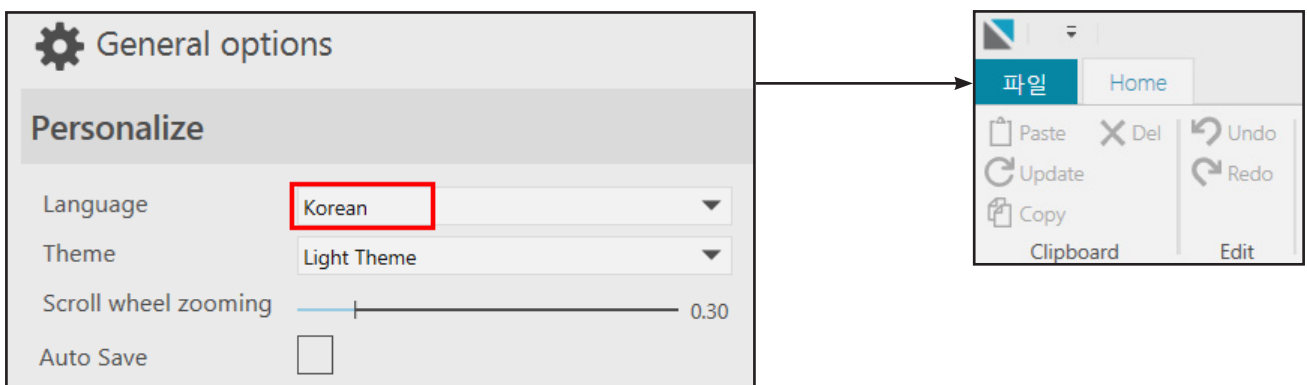 General options
Personalize
Language Korean
Theme Light Theme
Scroll wheel zooming 0.30
Auto Save
파일 Home
Paste Del Undo
Update Redo
Copy
Clipboard Edit